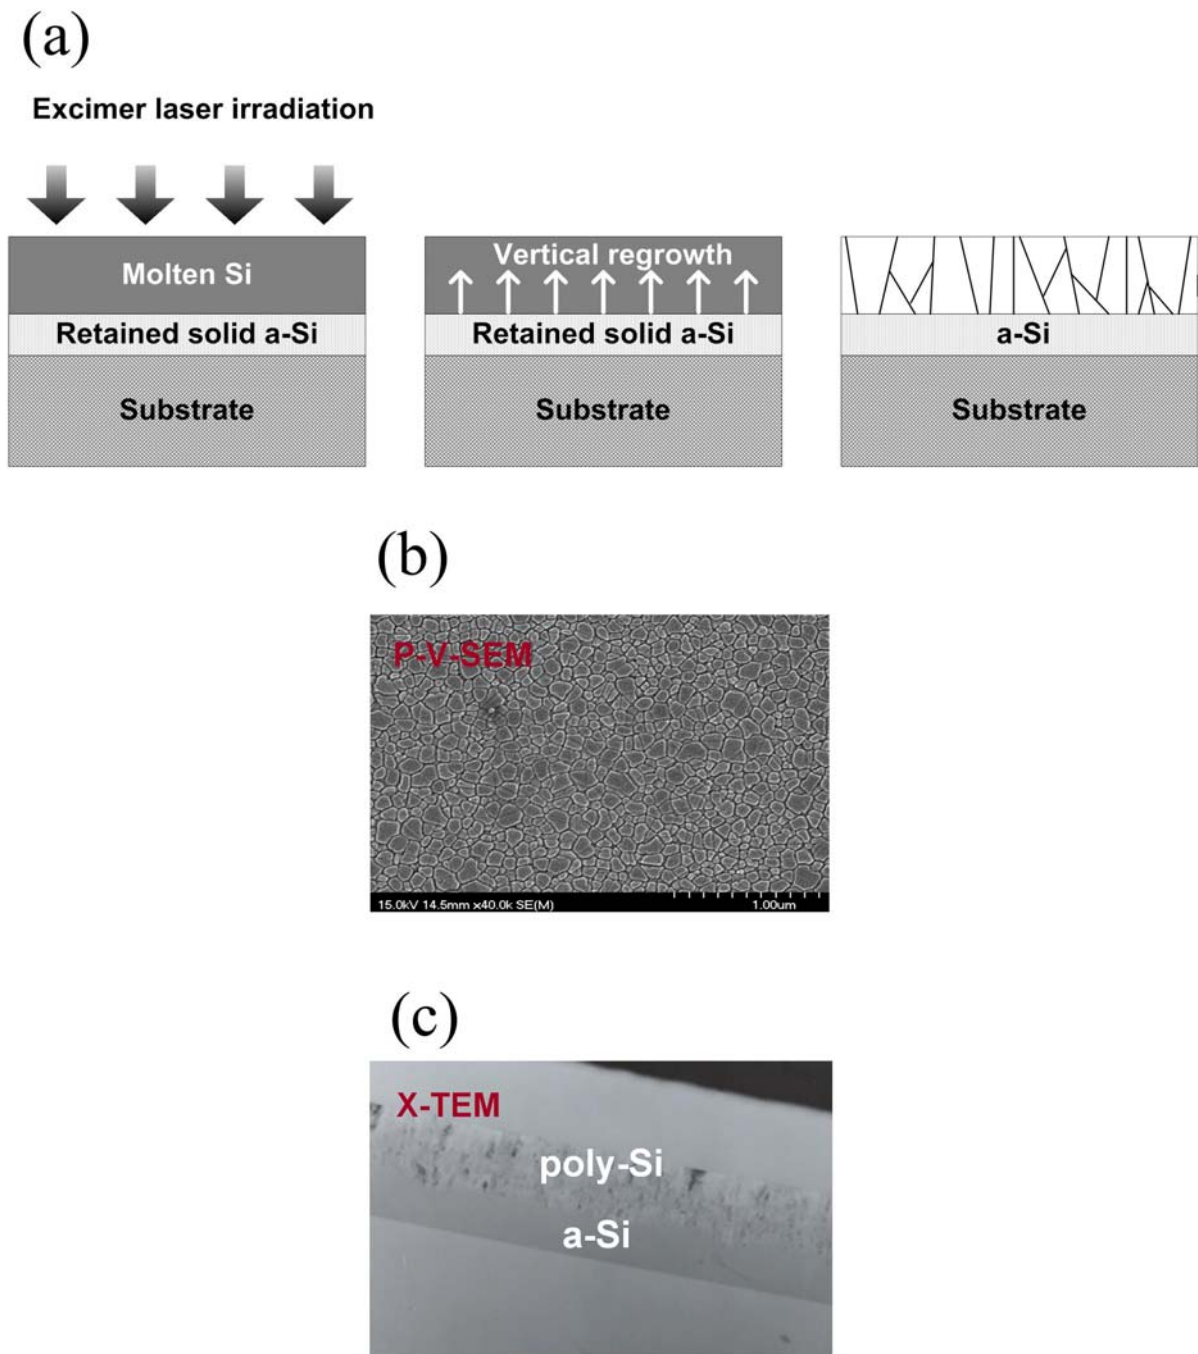 (a)
Excimer laser irradiation
Molten Si
Retained solid a-Si
Substrate
Vertical regrowth
Retained solid a-Si
Substrate
a-Si
Substrate
(b)
P-V-SEM
15.0kV 14.5mm x40.0k SE(M)
1.00um
(c)
X-TEM
poly-Si
a-Si